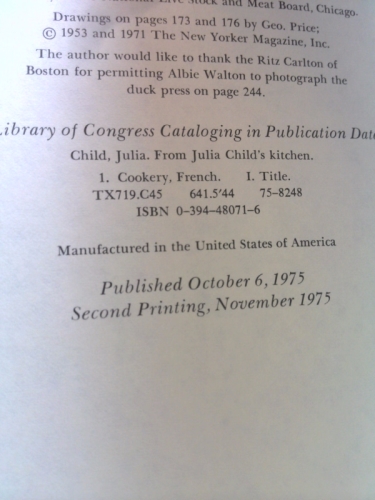 Live Stock and Meat Board, Chicago.
Drawings on pages 173 and 176 by Geo. Price;
© 1953 and 1971 The New Yorker Magazine, Inc.
The author would like to thank the Ritz Carlton of
Boston for permitting Albie Walton to photograph the
duck press on page 244.
Library of Congress Cataloging in Publication Data
Child, Julia. From Julia Child's kitchen.
1. Cookery, French. I. Title.
TX719.C45 641.5'44 75-8248
ISBN 0-394-48071-6
Manufactured in the United States of America
Published October 6, 1975
Second Printing, November 1975